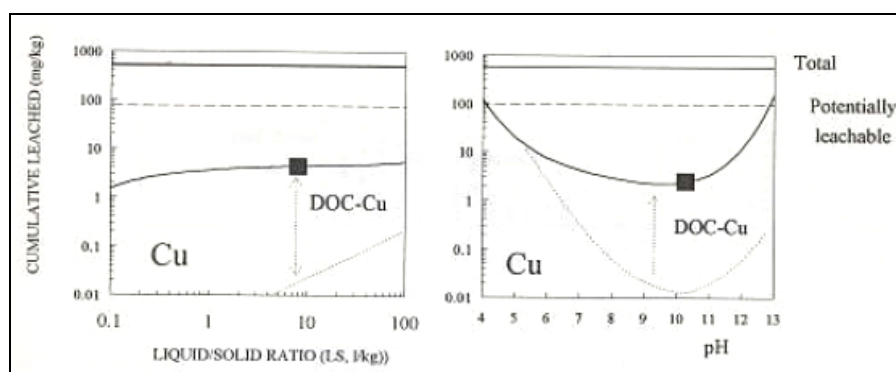 CUMULATIVE LEACHED (mg/kg)
1000
100
10
1
0.1
0.01
0.1
1
10
100
DOC-Cu
Cu
LIQUID/SOLID RATIO (LS, l/kg))
1000
100
10
1
0.1
0.01
4 5 6 7 8 9 10 11 12 13
DOC-Cu
Cu
pH
Total
Potentially
leachable